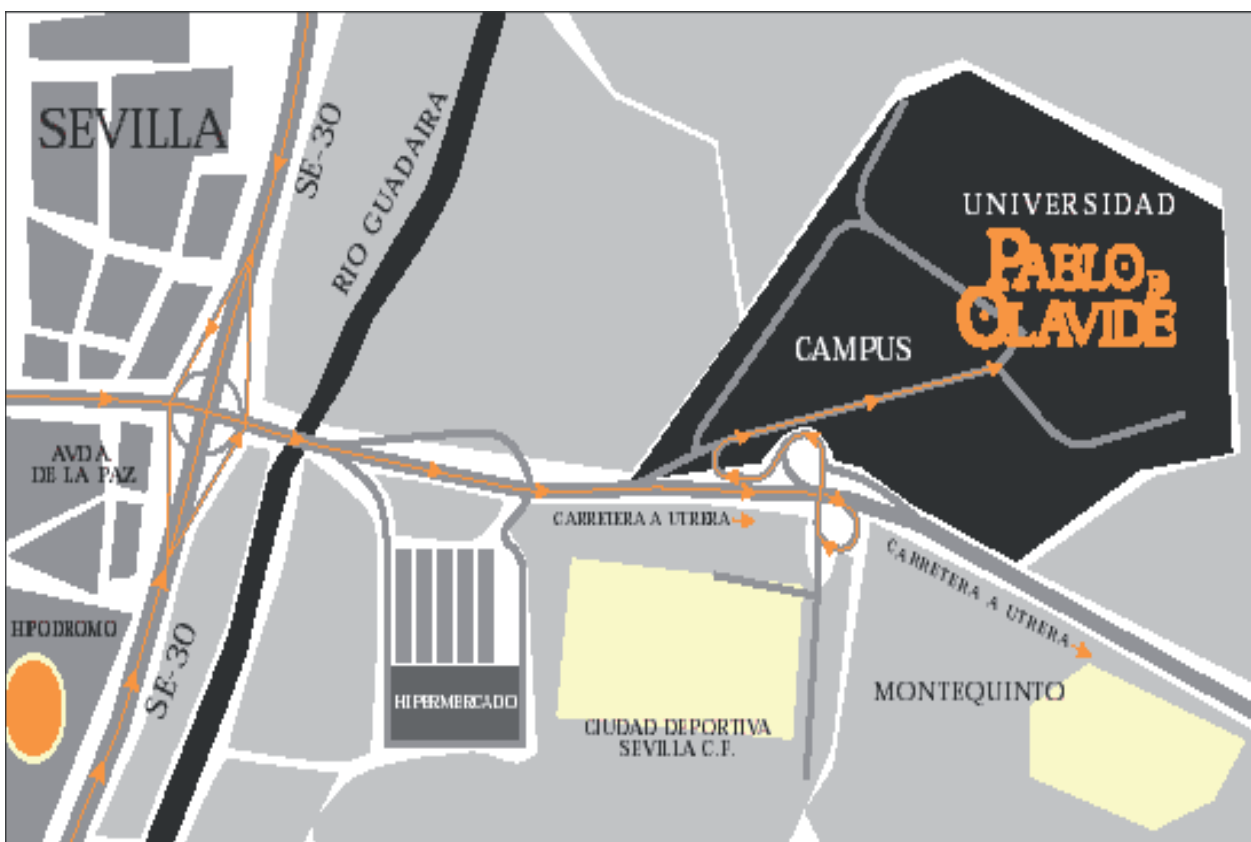 SEVILLA
SE-30
RIO GUADAIRA
UNIVERSIDAD
PABLO DE
OLAVIDE
CAMPUS
AVDA
DE LA PAZ
CARRETERA A UTRERA
CARRETERA A UTRERA
HIPODROMO
SE-30
HIPERMERCADO
MONTEQUINTO
CIUDAD DEPORTIVA
SEVILLA C.F.